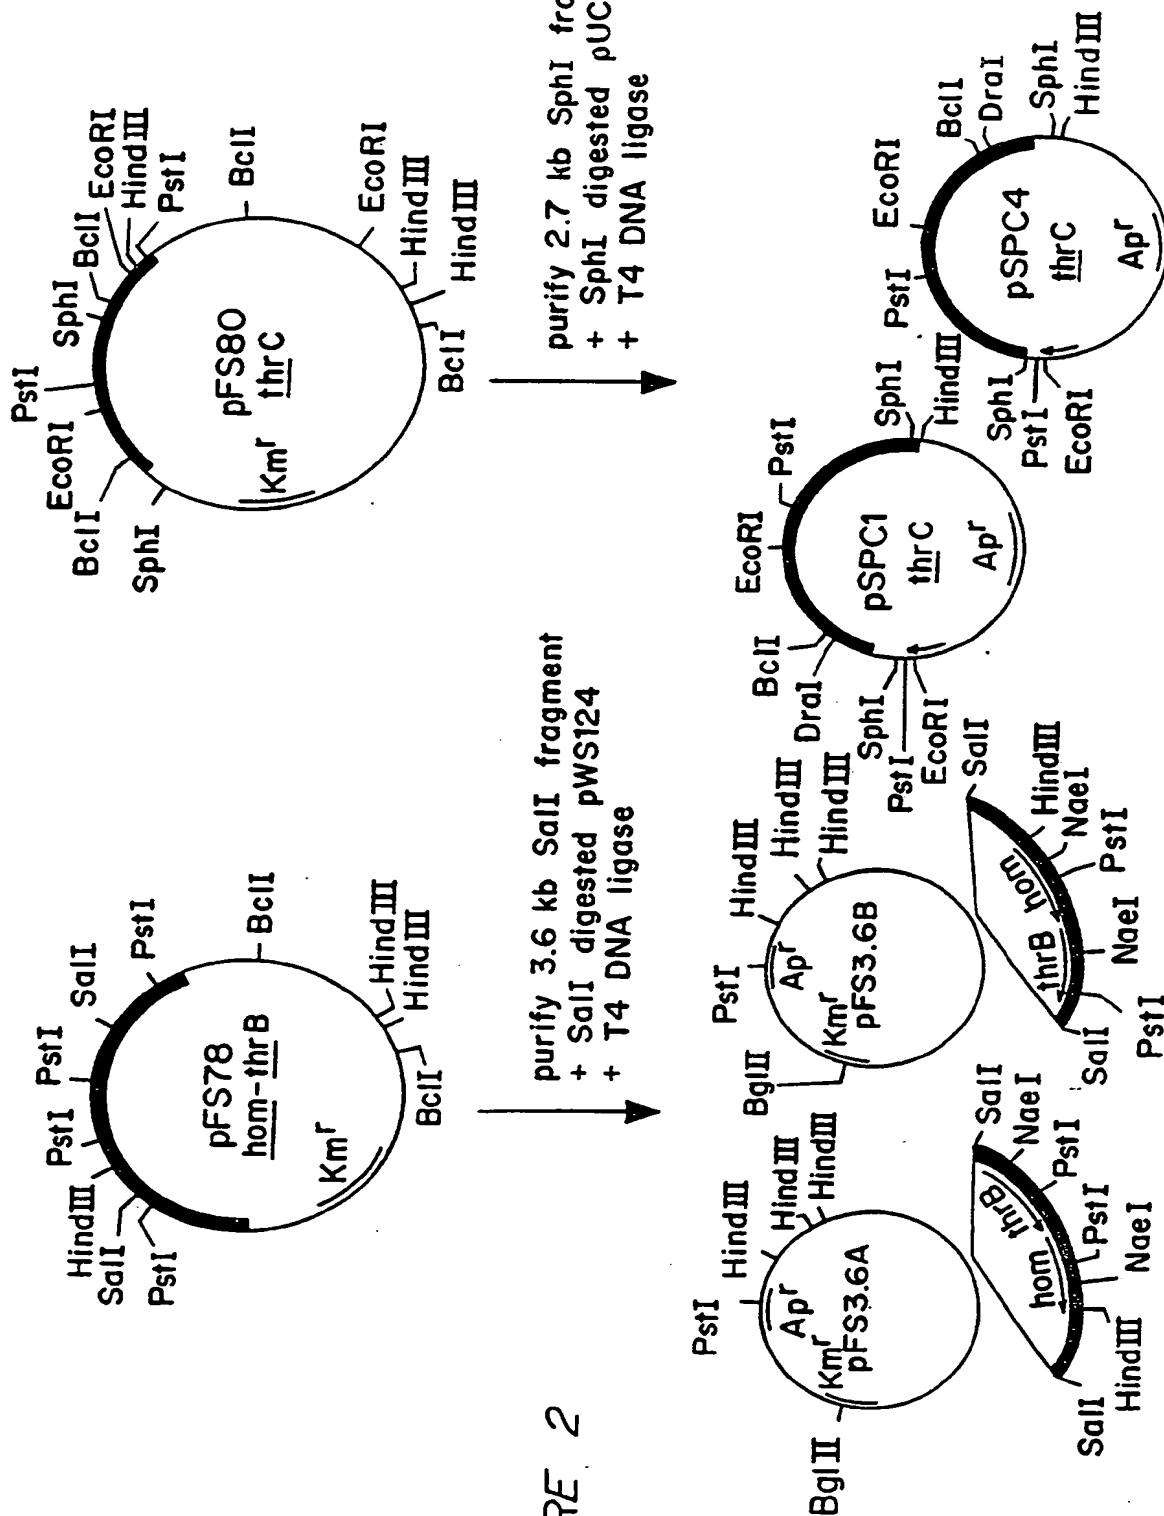 HindIII
SalI
PstI
PstI
PstI
SalI
PstI
BclI
HindIII
HindIII
BclI
pFS78
hom-thrB
Kmr
BclI
SphI
EcoRI
PstI
SphI
BclI
EcoRI
HindIII
PstI
BclI
EcoRI
HindIII
HindIII
BclI
pFS80
thrC
Kmr
RE 2
purify 3.6 kb SalI fragment
+ SalI digested pWS124
+ T4 DNA ligase
purify 2.7 kb SphI
+ SphI digested
+ T4 DNA ligase
BglII
PstI
HindIII
HindIII
HindIII
Apr
Kmr
pFS3.6A
SalI
NaeI
PstI
PstI
NaeI
HindIII
SalI
thrB
hom
BglII
PstI
HindIII
HindIII
HindIII
Apr
Kmr
pFS3.6B
SalI
HindIII
NaeI
PstI
NaeI
PstI
SalI
hom
thrB
DraI
BclI
EcoRI
PstI
SphI
HindIII
SphI
PstI
EcoRI
pSPC1
thrC
Apr
SphI
PstI
EcoRI
PstI
EcoRI
BclI
DraI
SphI
HindIII
pSPC4
thrC
Apr